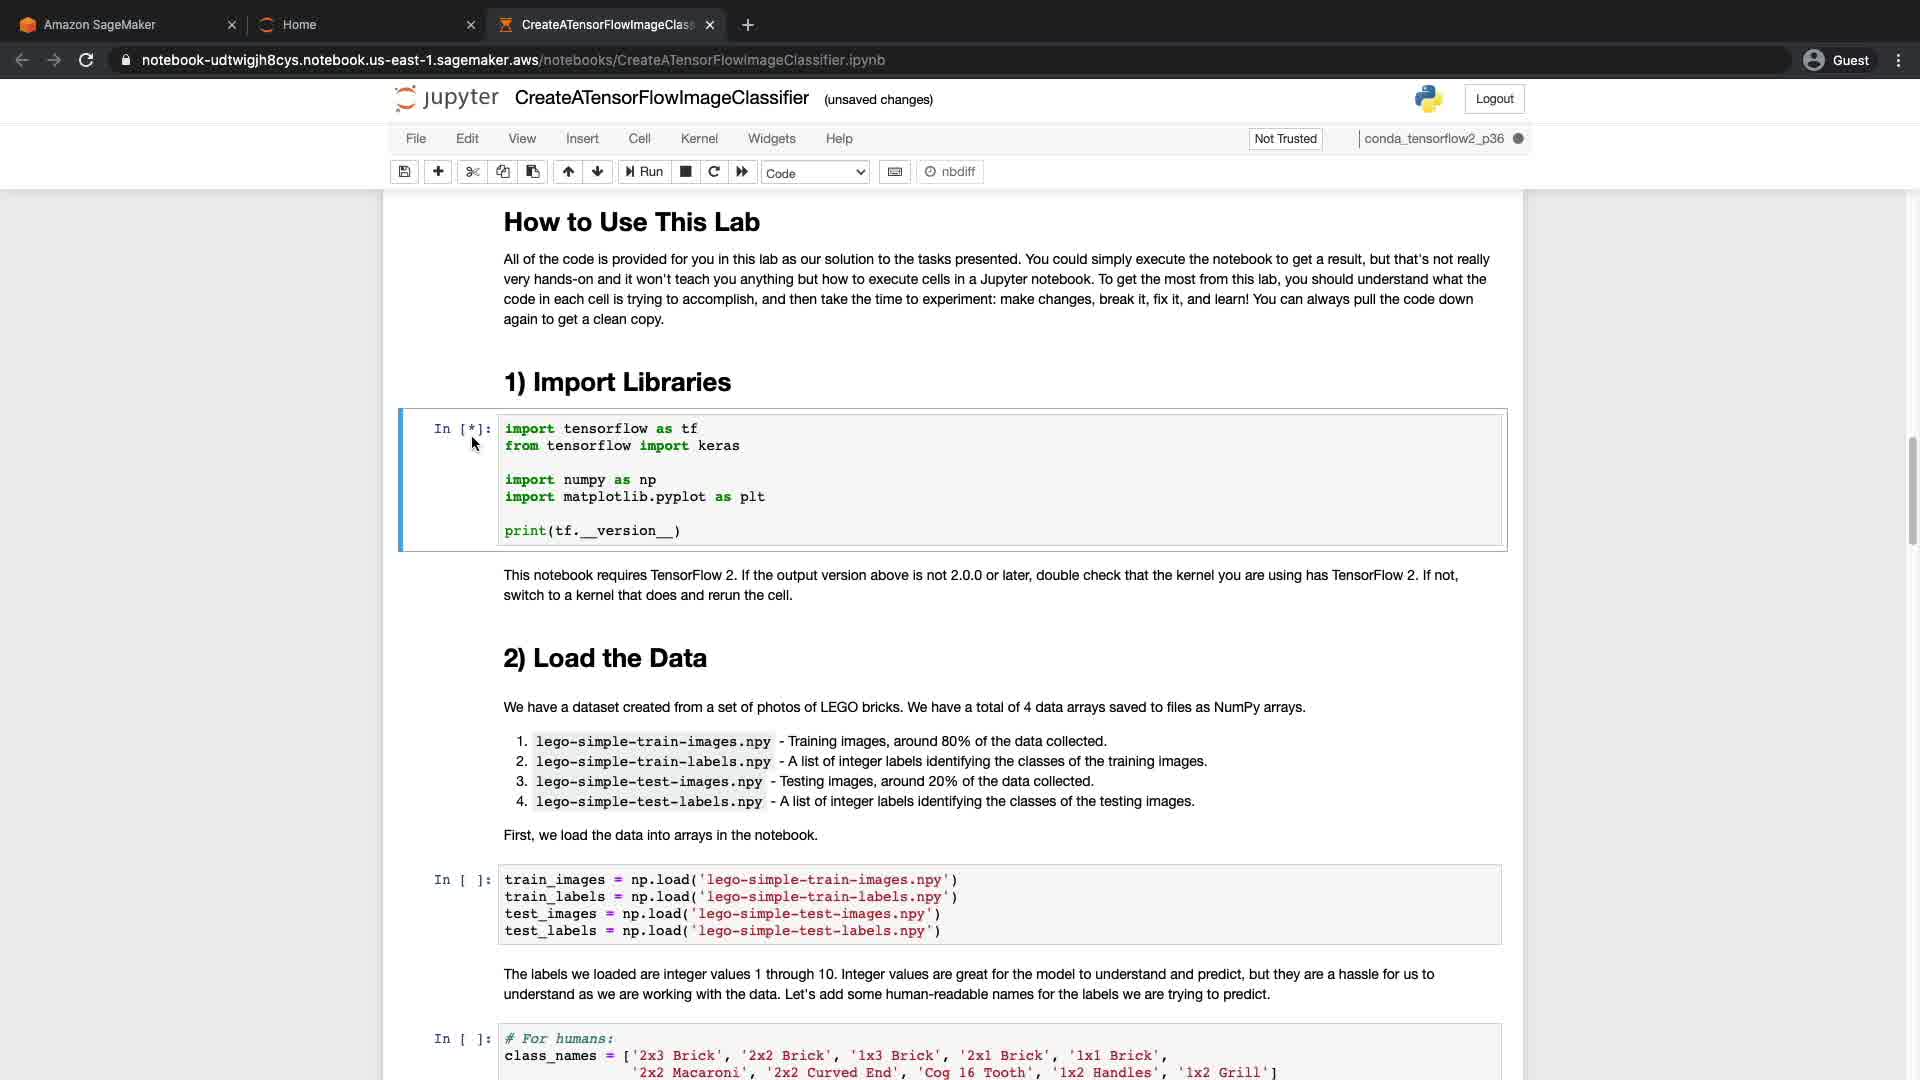 Amazon SageMaker
Home
CreateATensorFlowImageClass
notebook-udtwigjh8cys.notebook.us-east-1.sagemaker.aws/notebooks/CreateATensorFlowImageClassifier.ipynb
Guest
jupyter CreateATensorFlowImageClassifier (unsaved changes)
Logout
File Edit View Insert Cell Kernel Widgets Help
Not Trusted
conda_tensorflow2_p36
Run
Code
nbdiff
How to Use This Lab
All of the code is provided for you in this lab as our solution to the tasks presented. You could simply execute the notebook to get a result, but that's not really
very hands-on and it won't teach you anything but how to execute cells in a Jupyter notebook. To get the most from this lab, you should understand what the
code in each cell is trying to accomplish, and then take the time to experiment: make changes, break it, fix it, and learn! You can always pull the code down
again to get a clean copy.
1) Import Libraries
In [*]:
import tensorflow as tf
from tensorflow import keras
import numpy as np
import matplotlib.pyplot as plt
print(tf.__version__)
This notebook requires TensorFlow 2. If the output version above is not 2.0.0 or later, double check that the kernel you are using has TensorFlow 2. If not,
switch to a kernel that does and rerun the cell.
2) Load the Data
We have a dataset created from a set of photos of LEGO bricks. We have a total of 4 data arrays saved to files as NumPy arrays.
1. lego-simple-train-images.npy - Training images, around 80% of the data collected.
2. lego-simple-train-labels.npy - A list of integer labels identifying the classes of the training images.
3. lego-simple-test-images.npy - Testing images, around 20% of the data collected.
4. lego-simple-test-labels.npy - A list of integer labels identifying the classes of the testing images.
First, we load the data into arrays in the notebook.
In [ ]:
train_images = np.load('lego-simple-train-images.npy')
train_labels = np.load('lego-simple-train-labels.npy')
test_images = np.load('lego-simple-test-images.npy')
test_labels = np.load('lego-simple-test-labels.npy')
The labels we loaded are integer values 1 through 10. Integer values are great for the model to understand and predict, but they are a hassle for us to
understand as we are working with the data. Let's add some human-readable names for the labels we are trying to predict.
In [ ]:
# For humans:
class_names = ['2x3 Brick', '2x2 Brick', '1x3 Brick', '2x1 Brick', '1x1 Brick',
'2x2 Macaroni', '2x2 Curved End', 'Cog 16 Tooth', '1x2 Handles', '1x2 Grill']